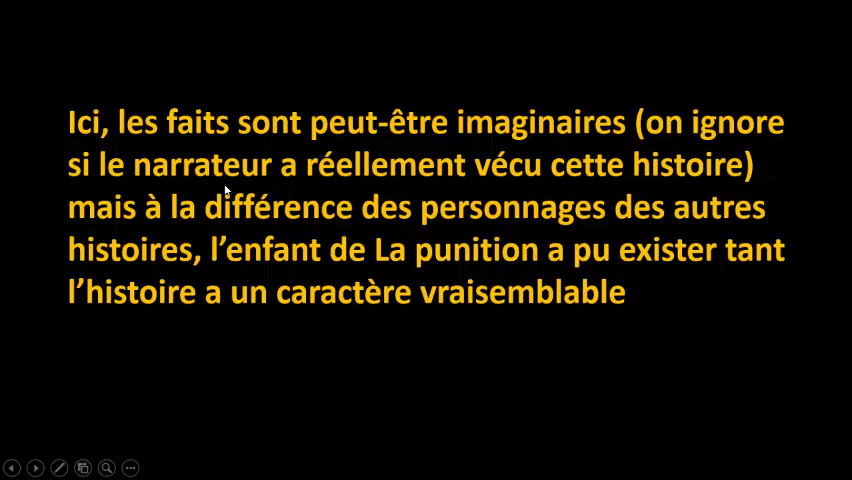 Ici, les faits sont peut-être imaginaires (on ignore
si le narrateur a réellement vécu cette histoire)
mais à la différence des personnages des autres
histoires, l’enfant de La punition a pu exister tant
l’histoire a un caractère vraisemblable